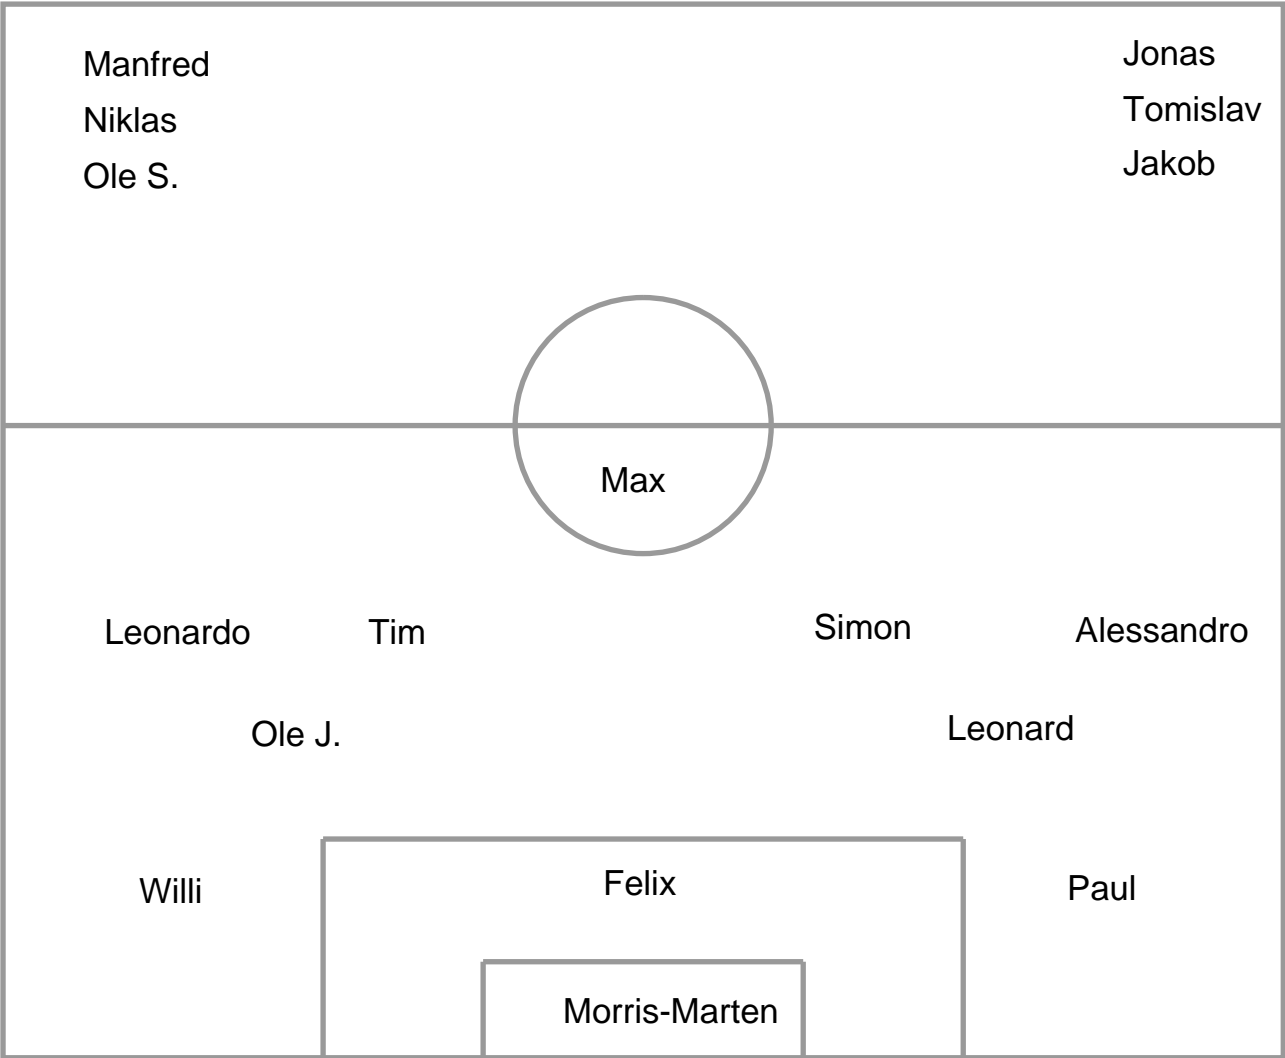 Manfred
Niklas
Ole S.
Jonas
Tomislav
Jakob
Max
Leonardo
Tim
Simon
Alessandro
Ole J.
Leonard
Willi
Felix
Paul
Morris-Marten